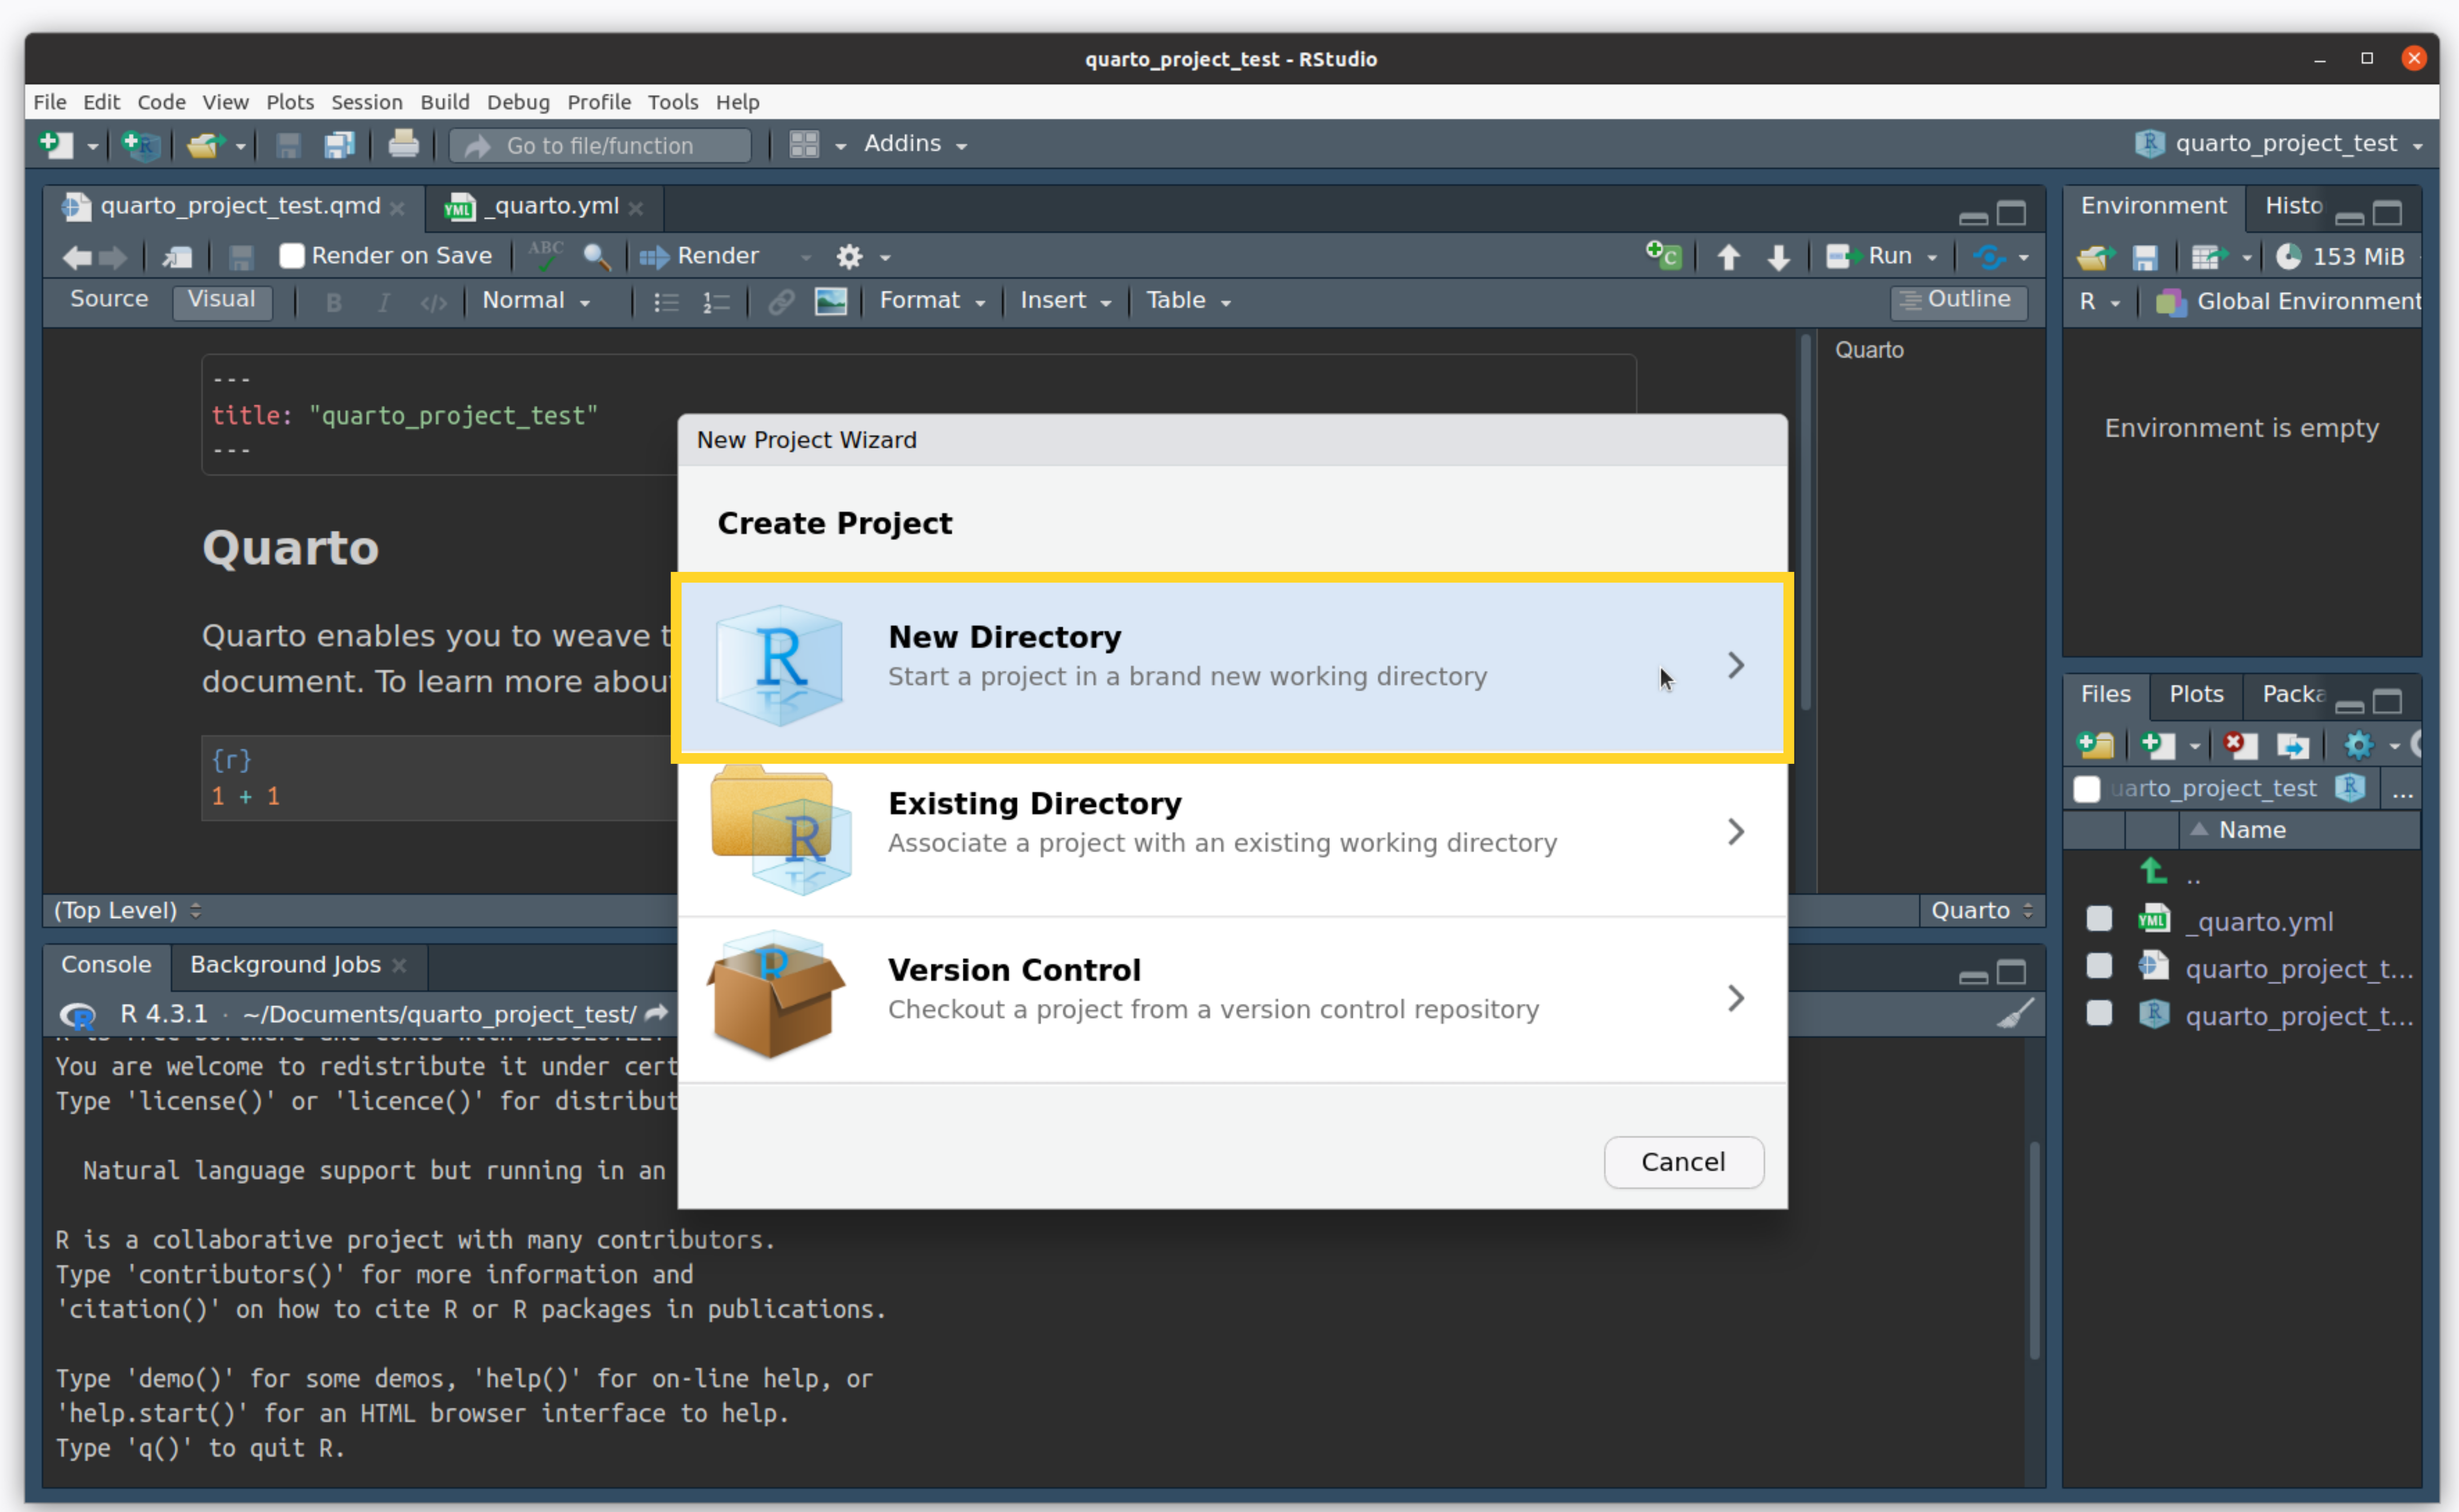 quarto_project_test - RStudio
File Edit Code View Plots Session Build Debug Profile Tools Help
Go to file/function Addins quarto_project_test
quarto_project_test.qmd _quarto.yml
Render on Save ABC Render Run
Source Visual B I </> Normal Format Insert Table Outline
---
title: "quarto_project_test"
---
Quarto
Quarto enables you to weave
document. To learn more
{r}
1 + 1
Quarto
(Top Level) Quarto
New Project Wizard
Create Project
New Directory
Start a project in a brand new working directory
Existing Directory
Associate a project with an existing working directory
Version Control
Checkout a project from a version control repository
Cancel
Console Background Jobs
R 4.3.1 · ~/Documents/quarto_project_test/
You are welcome to redistribute it under
Type 'license()' or 'licence()' for
Natural language support but running in an
R is a collaborative project with many contributors.
Type 'contributors()' for more information and
'citation()' on how to cite R or R packages in publications.
Type 'demo()' for some demos, 'help()' for on-line help, or
'help.start()' for an HTML browser interface to help.
Type 'q()' to quit R.
Environment Histo
153 MiB
R Global Environment
Environment is empty
Files Plots Packa
uarto_project_test ...
Name
..
_quarto.yml
quarto_project_t...
quarto_project_t...